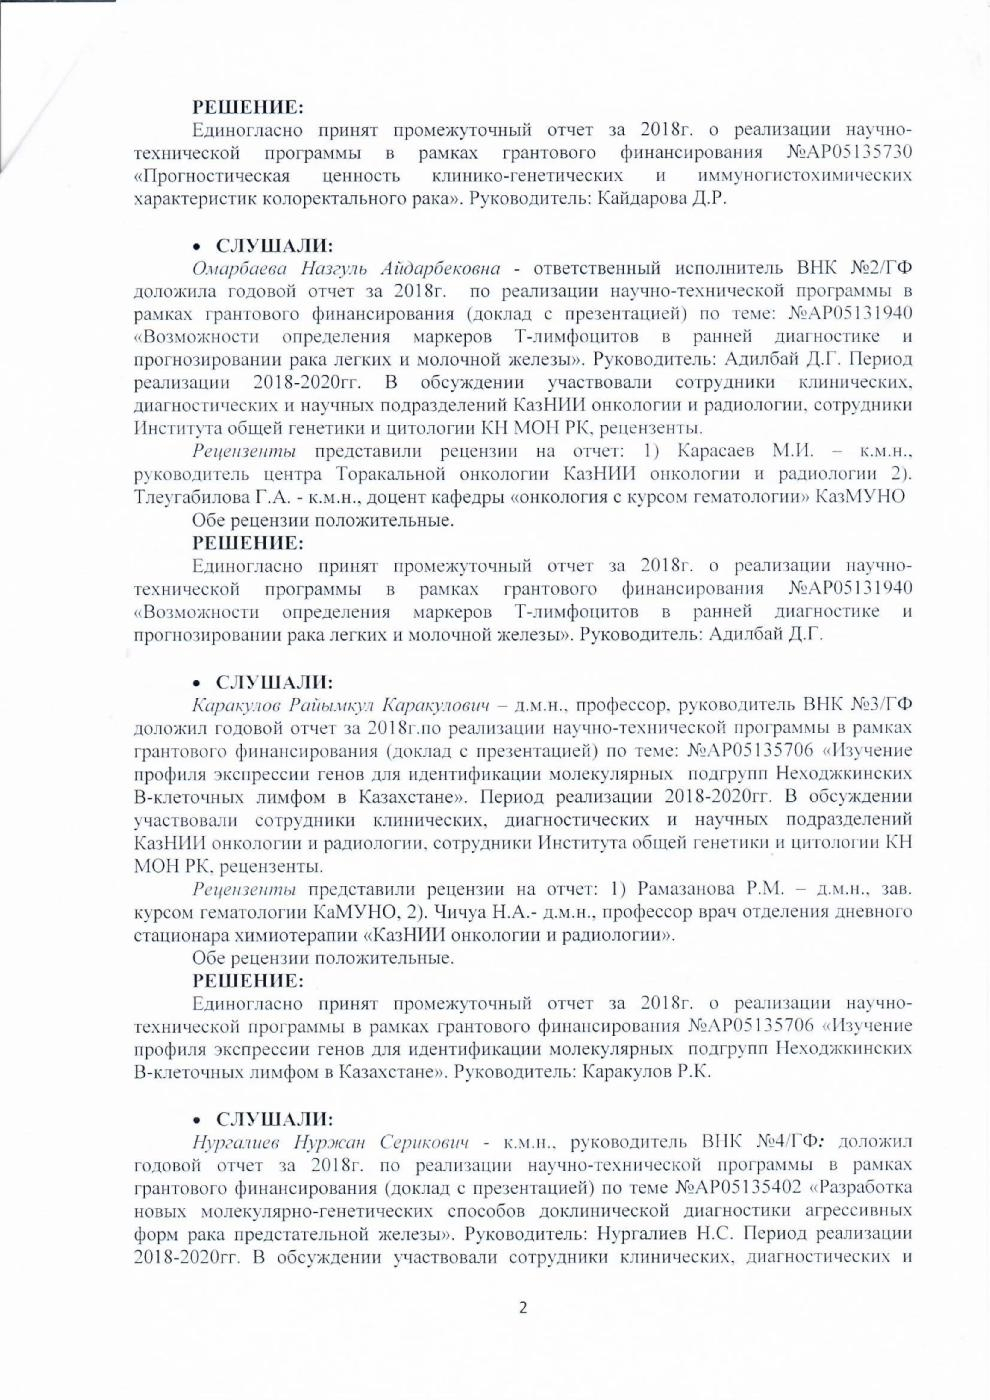 РЕШЕНИЕ:
Единогласно принят промежуточный отчет за 2018г. о реализации научно-
технической программы в рамках грантового финансирования №АР05135730
«Прогностическая ценность клинико-генетических и иммуногистохимических
характеристик колоректального рака». Руководитель: Кайдарова Д.Р.
• СЛУШАЛИ:
Омарбаева Назгуль Айдарбековна - ответственный исполнитель ВНК №2/ГФ
доложила годовой отчет за 2018г. по реализации научно-технической программы в
рамках грантового финансирования (доклад с презентацией) по теме: №АР05131940
«Возможности определения маркеров Т-лимфоцитов в ранней диагностике и
прогнозировании рака легких и молочной железы». Руководитель: Адилбай Д.Г. Период
реализации 2018-2020гг. В обсуждении участвовали сотрудники клинических,
диагностических и научных подразделений КазНИИ онкологии и радиологии, сотрудники
Института общей генетики и цитологии КН МОН РК, рецензенты.
Рецензенты представили рецензии на отчет: 1) Карасаев М.И. – к.м.н.,
руководитель центра Торакальной онкологии КазНИИ онкологии и радиологии 2).
Тлеугабилова Г.А. - к.м.н., доцент кафедры «онкология с курсом гематологии» КазМУНО
Обе рецензии положительные.
РЕШЕНИЕ:
Единогласно принят промежуточный отчет за 2018г. о реализации научно-
технической программы в рамках грантового финансирования №АР05131940
«Возможности определения маркеров Т-лимфоцитов в ранней диагностике и
прогнозировании рака легких и молочной железы». Руководитель: Адилбай Д.Г.
• СЛУШАЛИ:
Каракулов Райымкул Каракулович – д.м.н., профессор, руководитель ВНК №3/ГФ
доложил годовой отчет за 2018г.по реализации научно-технической программы в рамках
грантового финансирования (доклад с презентацией) по теме: №АР05135706 «Изучение
профиля экспрессии генов для идентификации молекулярных подгрупп Неходжкинских
В-клеточных лимфом в Казахстане». Период реализации 2018-2020гг. В обсуждении
участвовали сотрудники клинических, диагностических и научных подразделений
КазНИИ онкологии и радиологии, сотрудники Института общей генетики и цитологии КН
МОН РК, рецензенты.
Рецензенты представили рецензии на отчет: 1) Рамазанова Р.М. – д.м.н., зав.
курсом гематологии КаМУНО, 2). Чичуа Н.А.- д.м.н., профессор врач отделения дневного
стационара химиотерапии «КазНИИ онкологии и радиологии».
Обе рецензии положительные.
РЕШЕНИЕ:
Единогласно принят промежуточный отчет за 2018г. о реализации научно-
технической программы в рамках грантового финансирования №АР05135706 «Изучение
профиля экспрессии генов для идентификации молекулярных подгрупп Неходжкинских
В-клеточных лимфом в Казахстане». Руководитель: Каракулов Р.К.
• СЛУШАЛИ:
Нургалиев Нуржан Серикович - к.м.н., руководитель ВНК №4/ГФ: доложил
годовой отчет за 2018г. по реализации научно-технической программы в рамках
грантового финансирования (доклад с презентацией) по теме №АР05135402 «Разработка
новых молекулярно-генетических способов доклинической диагностики агрессивных
форм рака предстательной железы». Руководитель: Нургалиев Н.С. Период реализации
2018-2020гг. В обсуждении участвовали сотрудники клинических, диагностических и
2